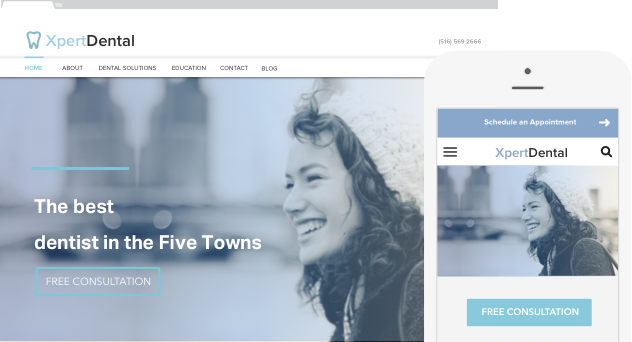 XpertDental
(516) 569 2666
HOME ABOUT DENTAL SOLUTIONS EDUCATION CONTACT BLOG
The best
dentist in the Five Towns
FREE CONSULTATION
Schedule an Appointment
XpertDental
FREE CONSULTATION